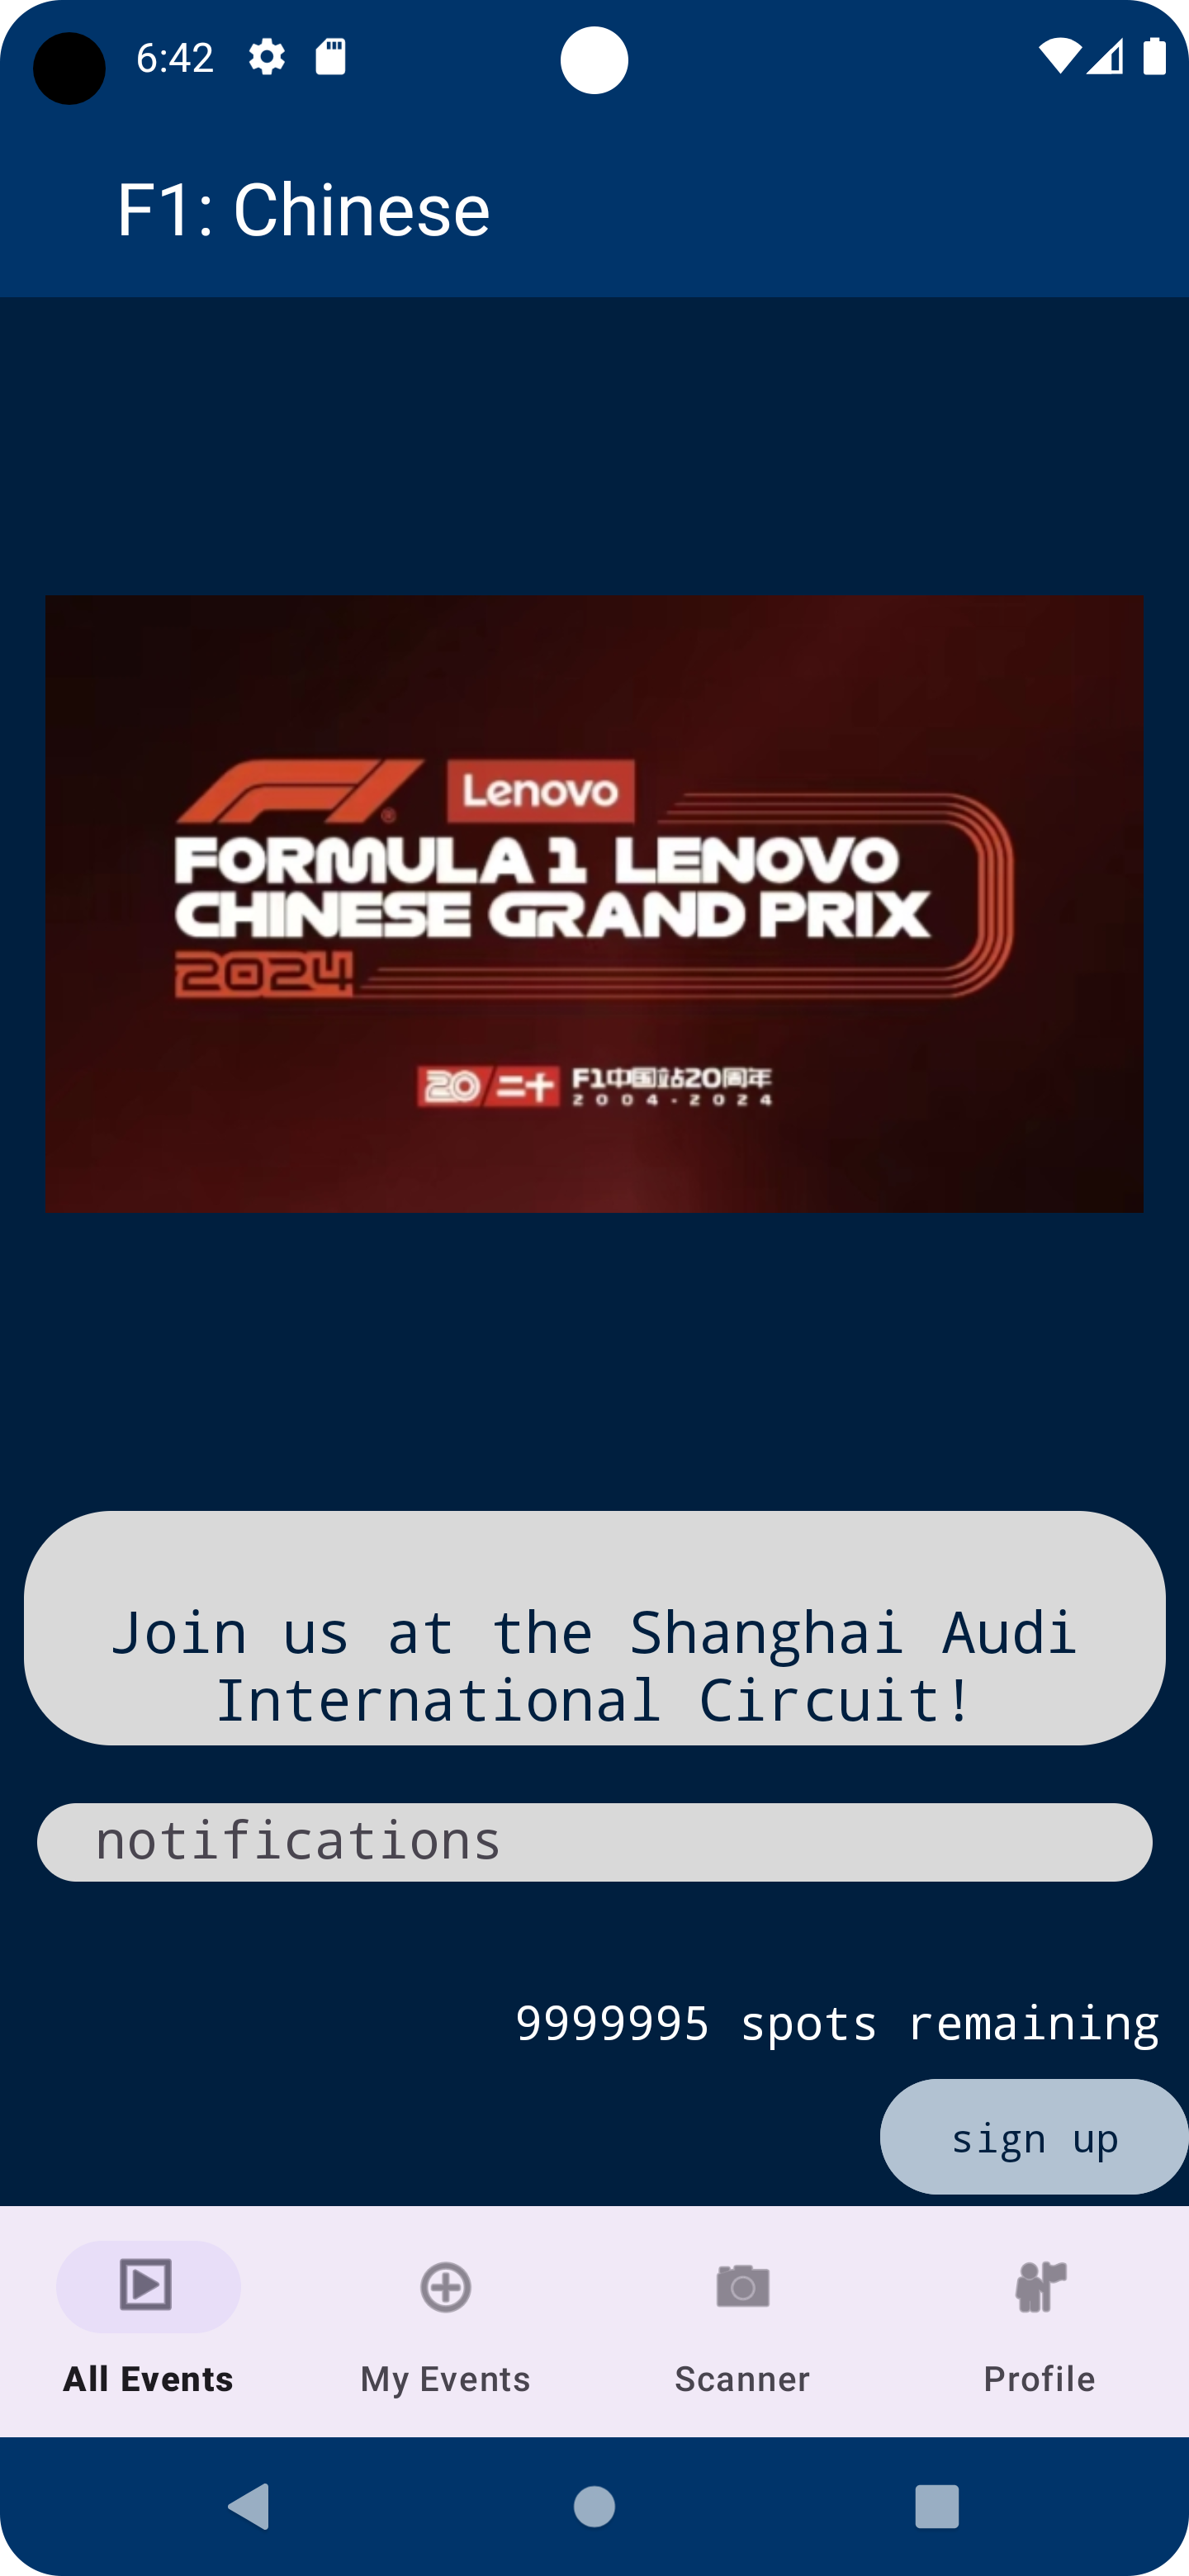 6:42
F1: Chinese
Lenovo
FORMULA 1 LENOVO
CHINESE GRAND PRIX
2024
20 二十 F1中国站20周年
2004-2024
Join us at the Shanghai Audi
International Circuit!
notifications
9999995 spots remaining
sign up
All Events My Events Scanner Profile